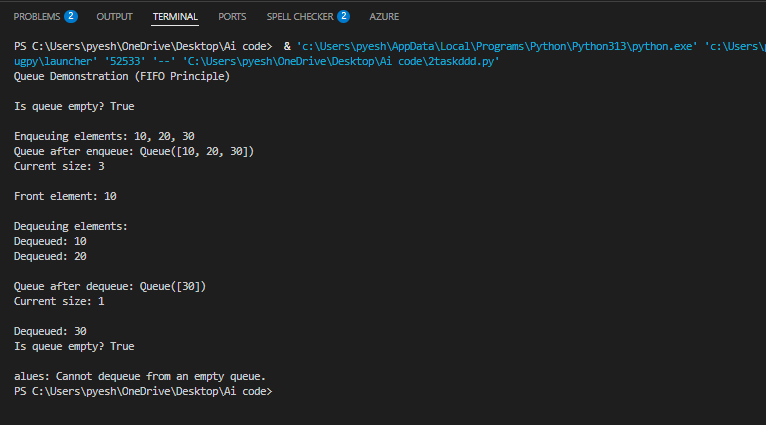 PROBLEMS 2 OUTPUT TERMINAL PORTS SPELL CHECKER 2 AZURE
PS C:\Users\pyesh\OneDrive\Desktop\Ai code>  & 'c:\Users\pyesh\AppData\Local\Programs\Python\Python313\python.exe' 'c:\Users\p
ugpy\launcher' '52533' '--' 'C:\Users\pyesh\OneDrive\Desktop\Ai code\2taskddd.py'
Queue Demonstration (FIFO Principle)
Is queue empty? True
Enqueuing elements: 10, 20, 30
Queue after enqueue: Queue([10, 20, 30])
Current size: 3
Front element: 10
Dequeuing elements:
Dequeued: 10
Dequeued: 20
Queue after dequeue: Queue([30])
Current size: 1
Dequeued: 30
Is queue empty? True
alues: Cannot dequeue from an empty queue.
PS C:\Users\pyesh\OneDrive\Desktop\Ai code>